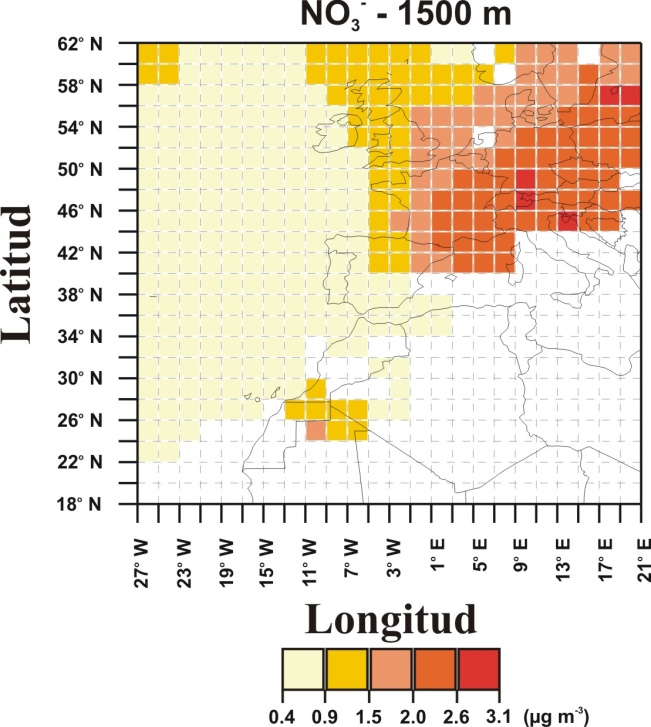 NO₃⁻ - 1500 m
62° N
58° N
54° N
50° N
46° N
42° N
38° N
34° N
30° N
26° N
22° N
18° N
Latitud
27° W 23° W 19° W 15° W 11° W 7° W 3° W 1° E 5° E 9° E 13° E 17° E 21° E
Longitud
0.4 0.9 1.5 2.0 2.6 3.1 (µg m⁻³)